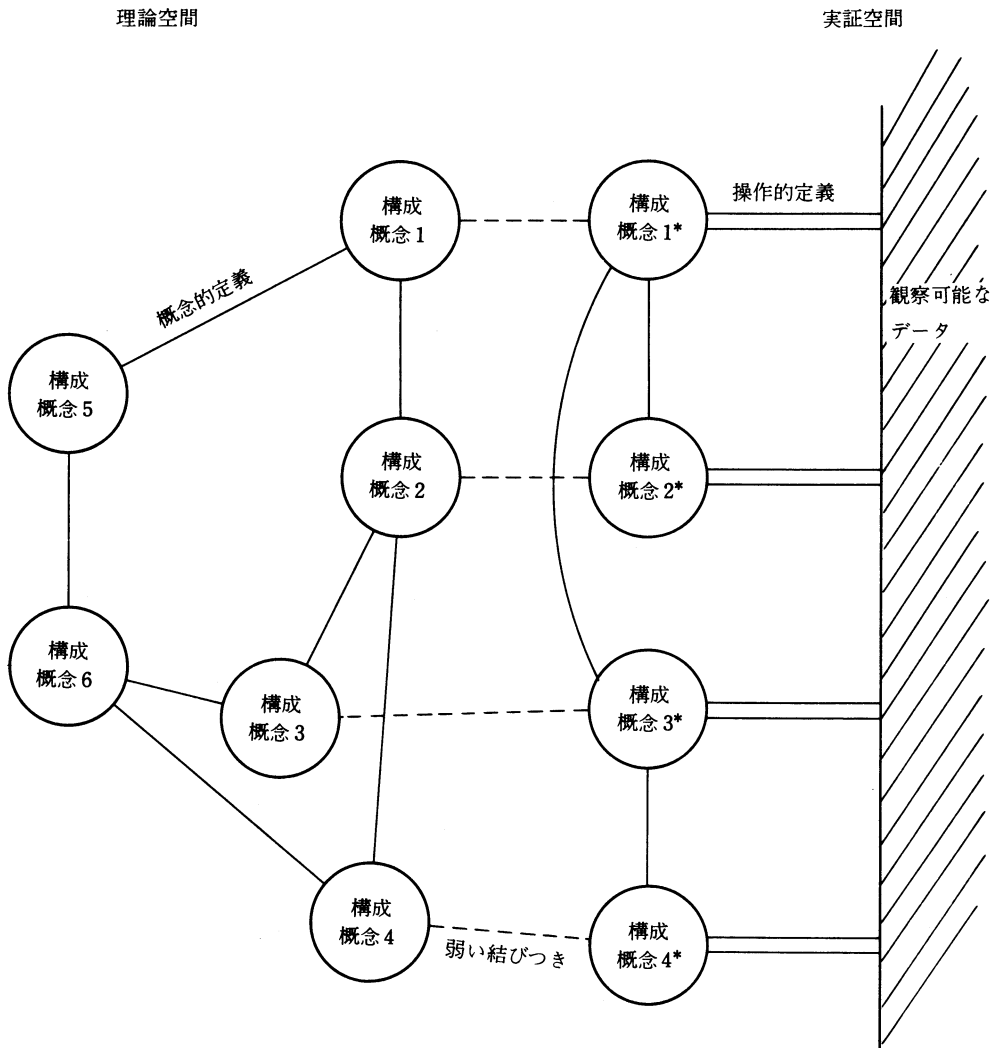 理論空間
実証空間
構成
概念1
構成
概念1*
操作的定義
概念的定義
観察可能な
データ
構成
概念5
構成
概念2
構成
概念2*
構成
概念6
構成
概念3
構成
概念3*
構成
概念4
弱い結びつき
構成
概念4*